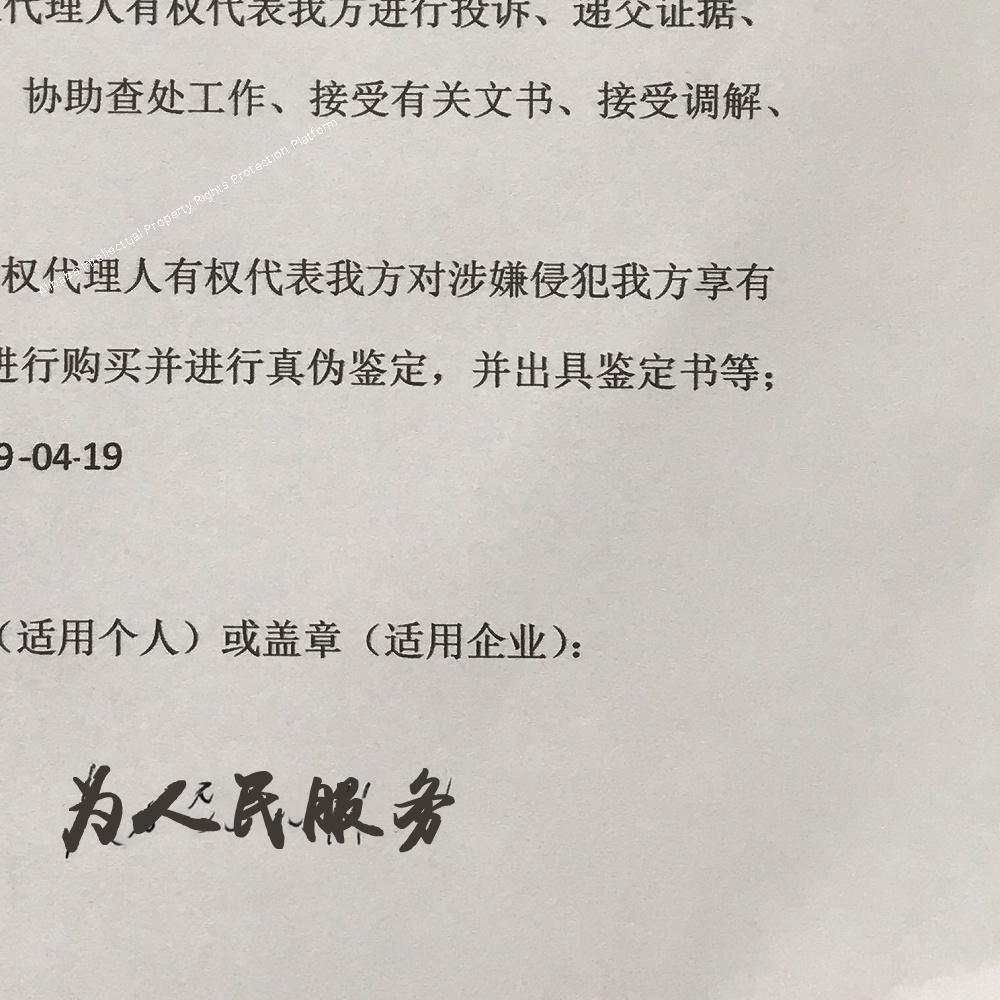 代理人有权代表我方进行投诉、递交证据、
协助查处工作、接受有关文书、接受调解、
Alibaba Intellectual Property Rights Protection Platform
权代理人有权代表我方对涉嫌侵犯我方享有
进行购买并进行真伪鉴定，并出具鉴定书等；
9-04-19
（适用个人）或盖章（适用企业）：
为人民服务